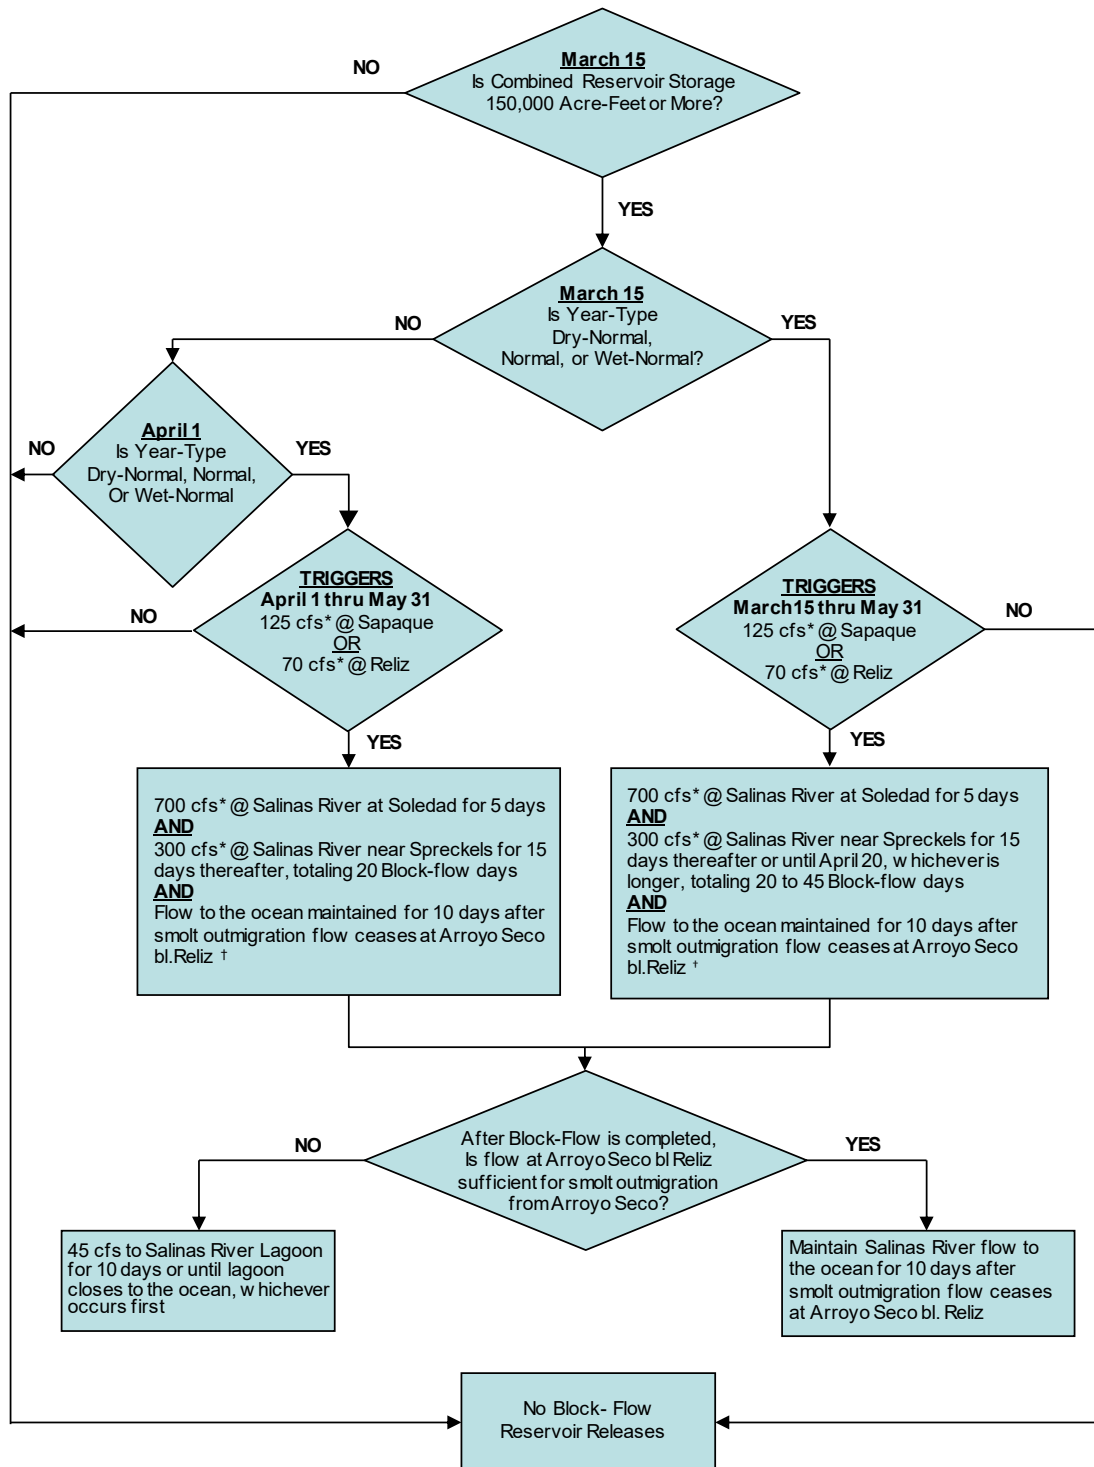 March 15
Is Combined Reservoir Storage
150,000 Acre-Feet or More?
NO
YES
March 15
Is Year-Type
Dry-Normal,
Normal, or Wet-Normal?
NO
YES
April 1
Is Year-Type
Dry-Normal, Normal,
Or Wet-Normal
NO
YES
TRIGGERS
April 1 thru May 31
125 cfs* @ Sapaque
OR
70 cfs* @ Reliz
NO
YES
TRIGGERS
March 15 thru May 31
125 cfs* @ Sapaque
OR
70 cfs* @ Reliz
NO
YES
700 cfs* @ Salinas River at Soledad for 5 days
AND
300 cfs* @ Salinas River near Spreckels for 15
days thereafter, totaling 20 Block-flow days
AND
Flow to the ocean maintained for 10 days after
smolt outmigration flow ceases at Arroyo Seco
bl.Reliz †
700 cfs* @ Salinas River at Soledad for 5 days
AND
300 cfs* @ Salinas River near Spreckels for 15
days thereafter or until April 20, whichever is
longer, totaling 20 to 45 Block-flow days
AND
Flow to the ocean maintained for 10 days after
smolt outmigration flow ceases at Arroyo Seco
bl.Reliz †
After Block-Flow is completed,
Is flow at Arroyo Seco bl Reliz
sufficient for smolt outmigration
from Arroyo Seco?
NO
YES
45 cfs to Salinas River Lagoon
for 10 days or until lagoon
closes to the ocean, whichever
occurs first
Maintain Salinas River flow to
the ocean for 10 days after
smolt outmigration flow ceases
at Arroyo Seco bl. Reliz
No Block- Flow
Reservoir Releases